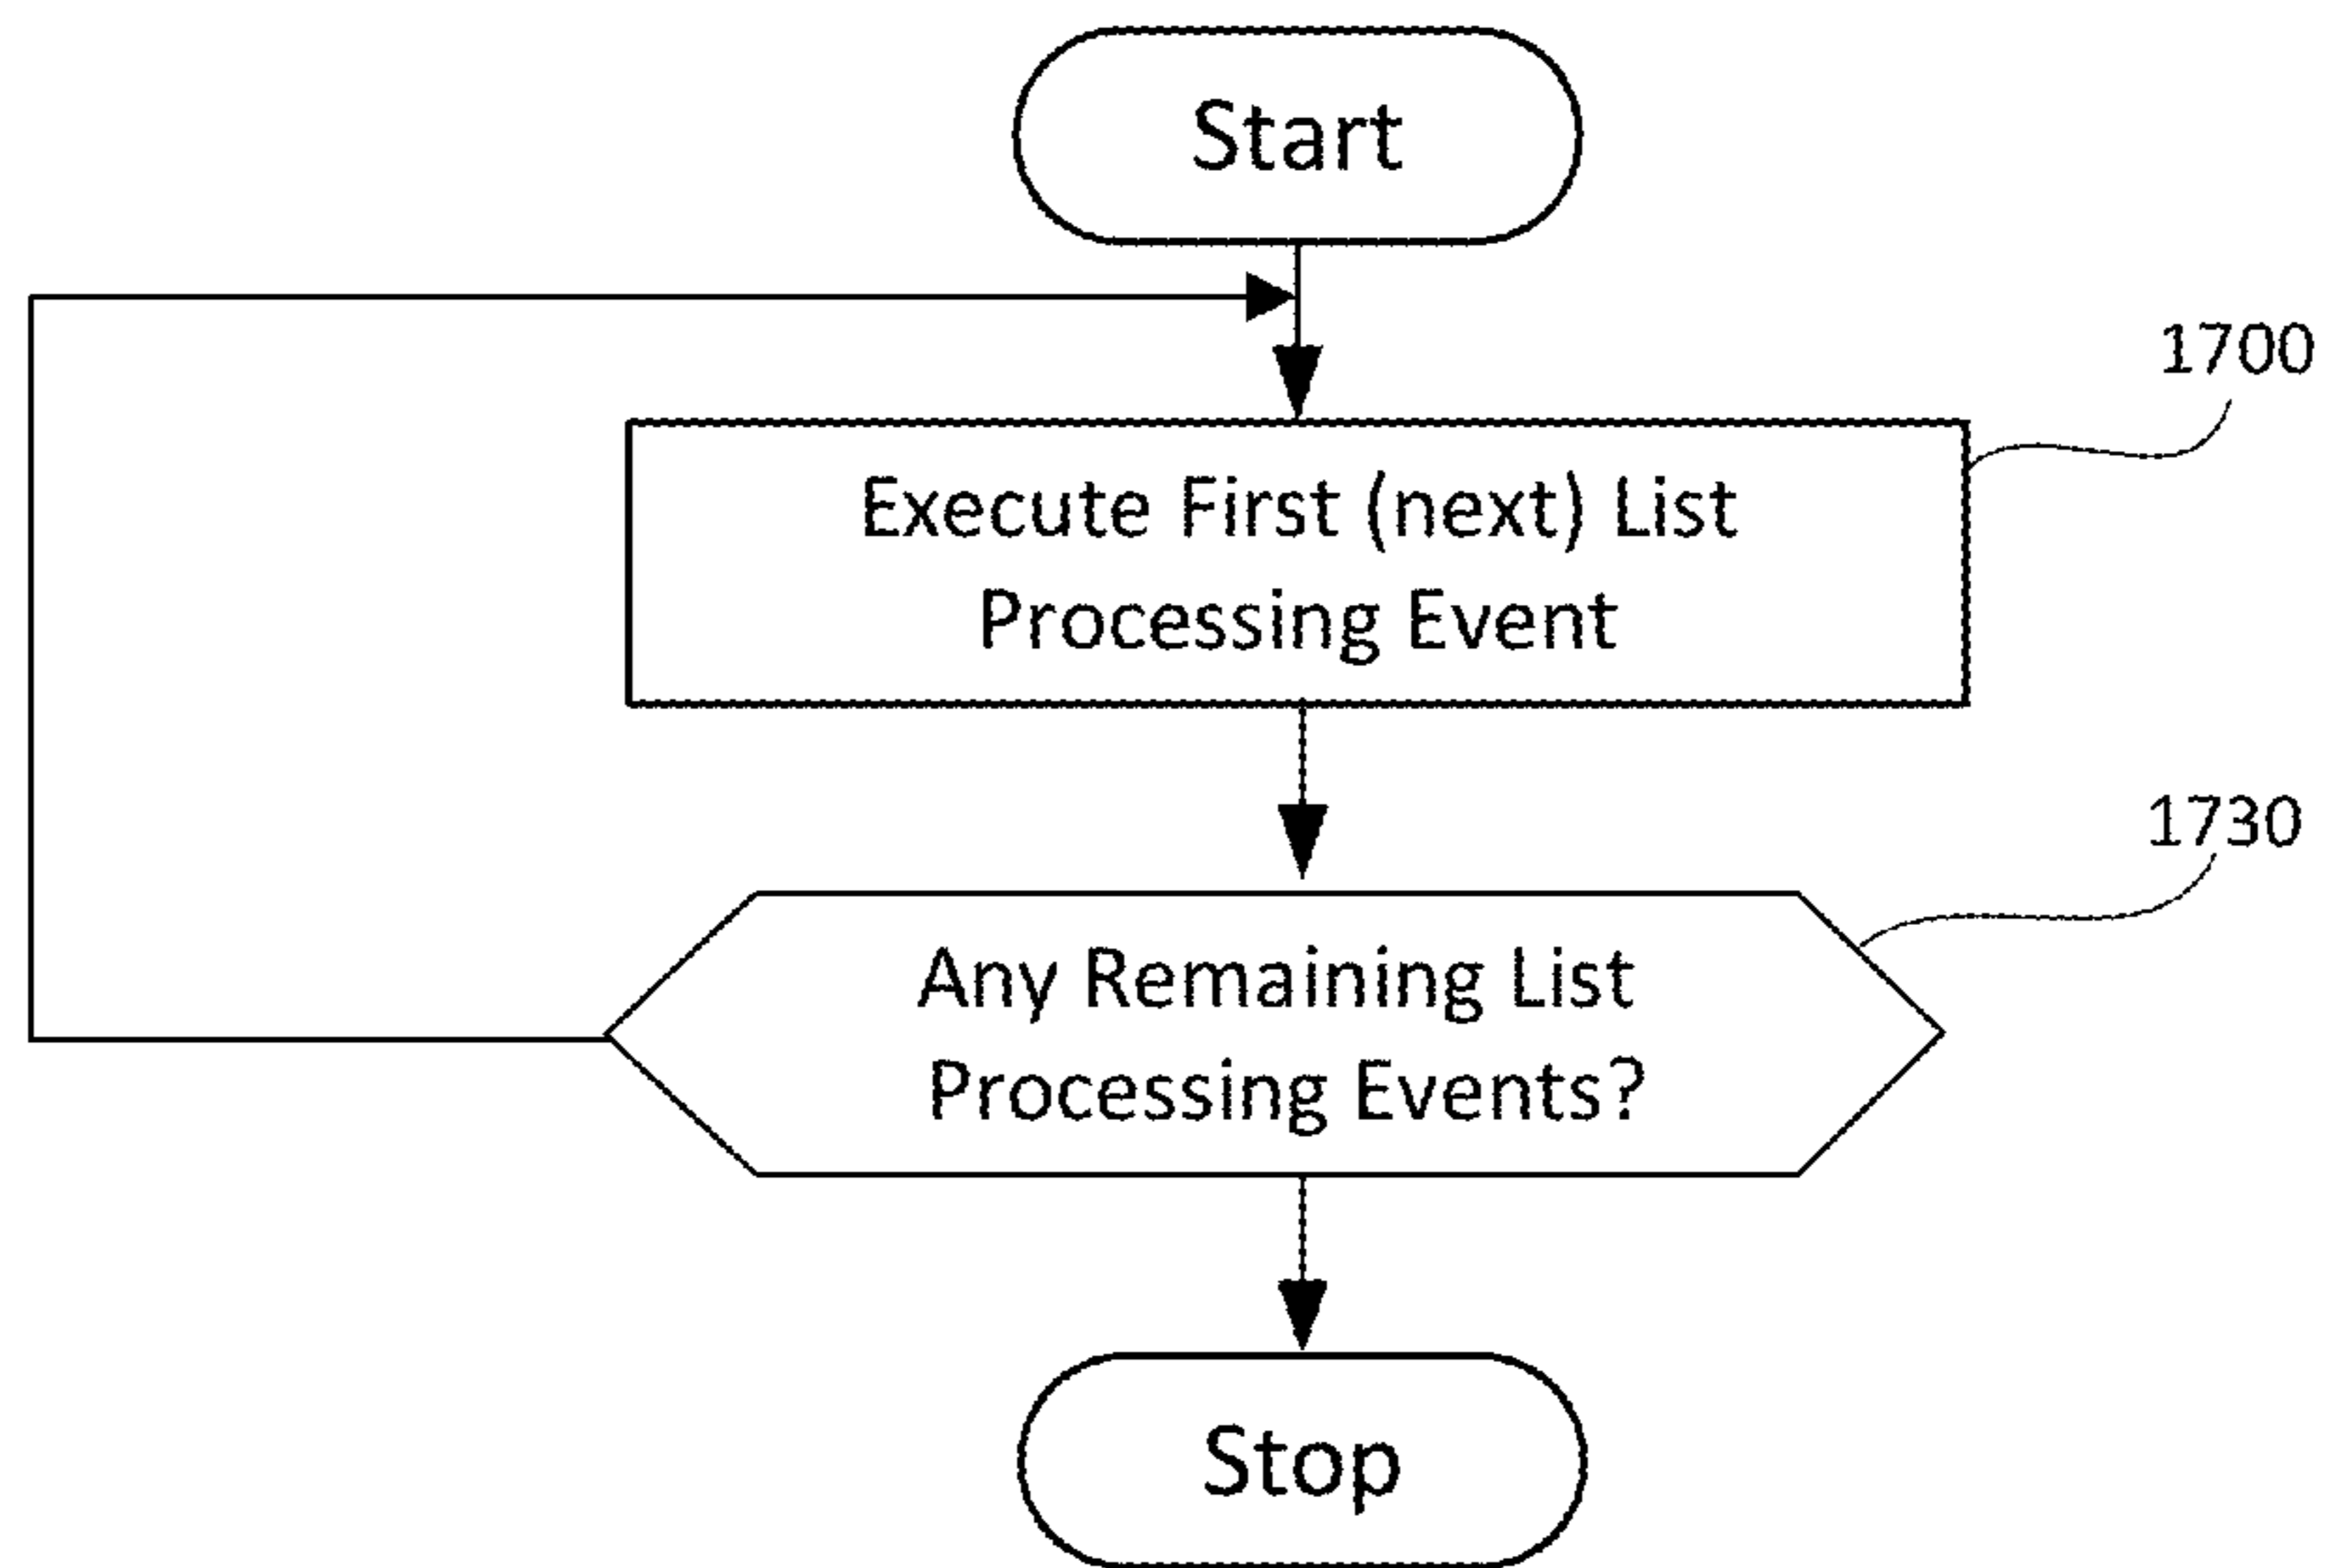 Start
1700
Execute First (next) List
Processing Event
1730
Any Remaining List
Processing Events?
Stop